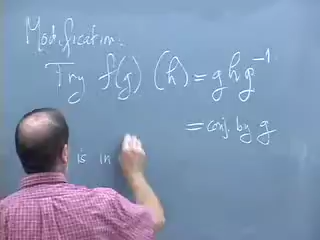 Modification:
Try f(g) (h) = g h g⁻¹
= conj. by g
is in